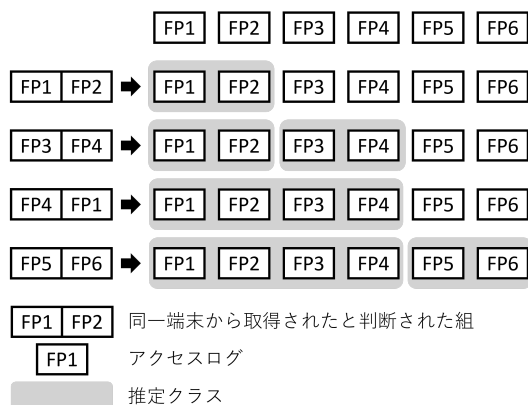 FP1 FP2 FP3 FP4 FP5 FP6
FP1 FP2 FP1 FP2 FP3 FP4 FP5 FP6
FP3 FP4 FP1 FP2 FP3 FP4 FP5 FP6
FP4 FP1 FP1 FP2 FP3 FP4 FP5 FP6
FP5 FP6 FP1 FP2 FP3 FP4 FP5 FP6
FP1 FP2 同一端末から取得されたと判断された組
FP1 アクセスログ
推定クラス